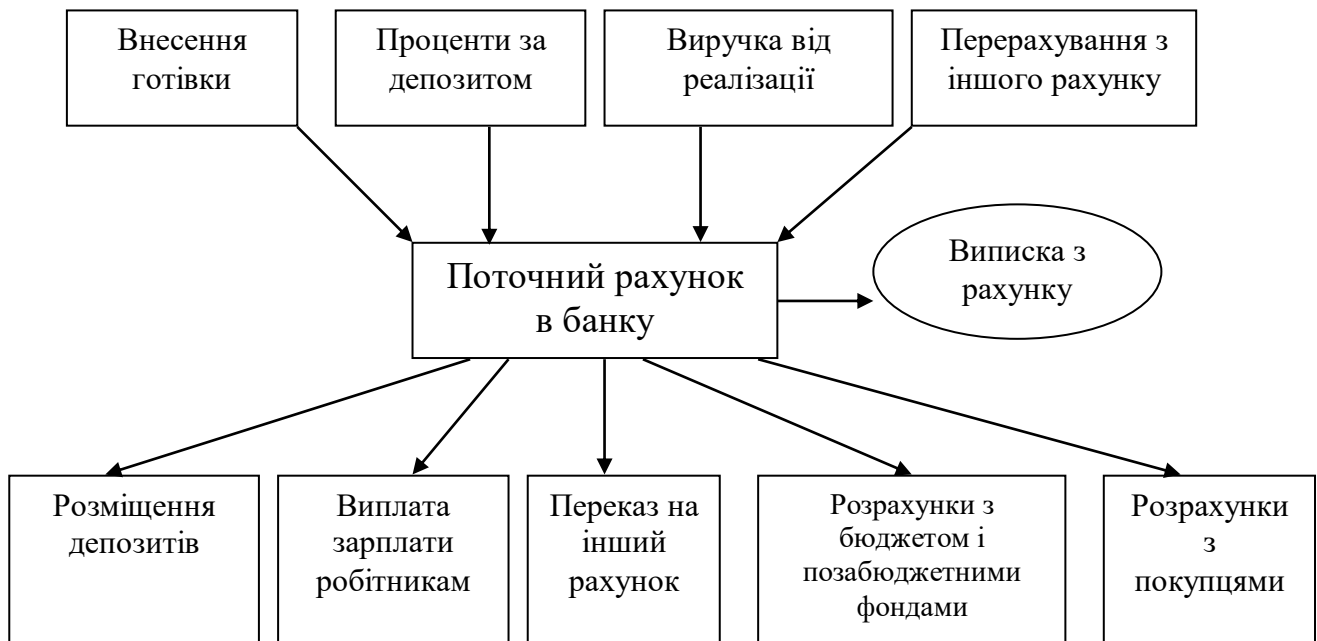 Внесення
готівки
Проценти за
депозитом
Виручка від
реалізації
Перерахування з
іншого рахунку
Поточний рахунок
в банку
Виписка з
рахунку
Розміщення
депозитів
Виплата
зарплати
робітникам
Переказ на
інший
рахунок
Розрахунки з
бюджетом і
позабюджетними
фондами
Розрахунки
з
покупцями